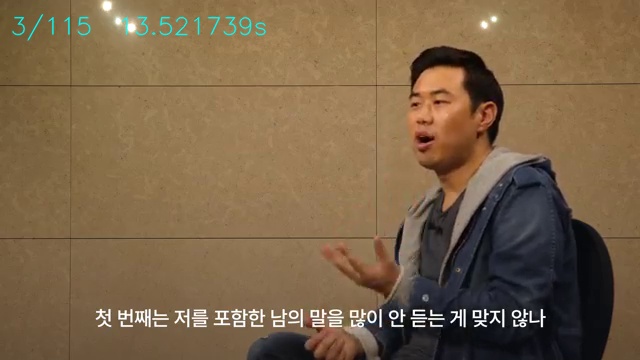 3/115 13.521739s
첫 번째는 저를 포함한 남의 말을 많이 안 듣는 게 맞지 않나